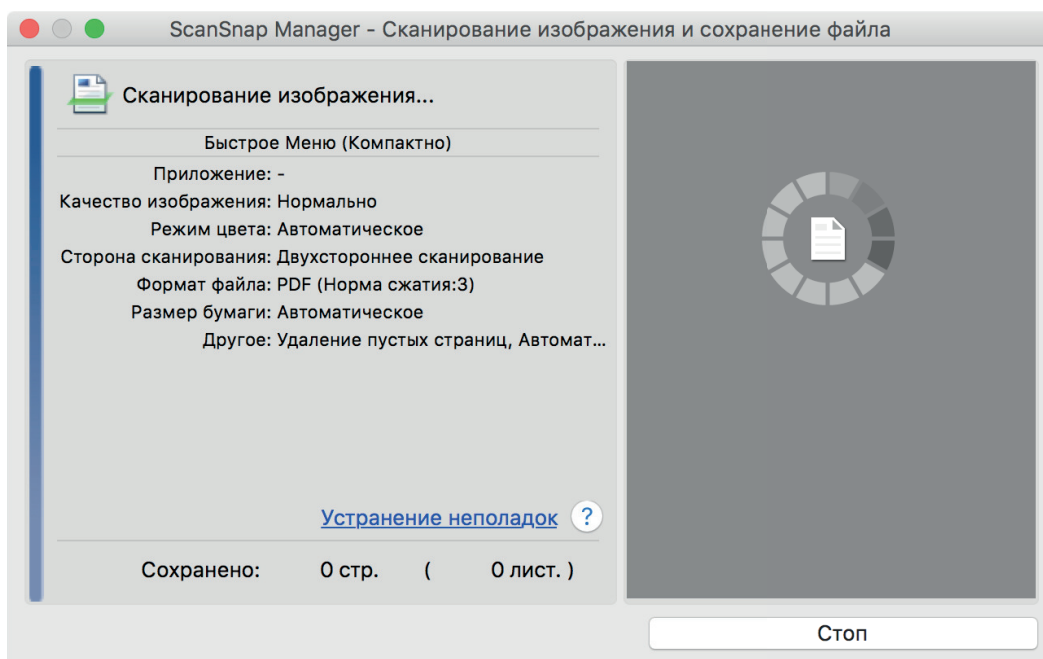 ScanSnap Manager - Сканирование изображения и сохранение файла
Сканирование изображения...
Быстрое Меню (Компактно)
Приложение: -
Качество изображения: Нормально
Режим цвета: Автоматическое
Сторона сканирования: Двухстороннее сканирование
Формат файла: PDF (Норма сжатия:3)
Размер бумаги: Автоматическое
Другое: Удаление пустых страниц, Автомат...
Устранение неполадок ?
Сохранено: 0 стр. ( 0 лист. )
Стоп